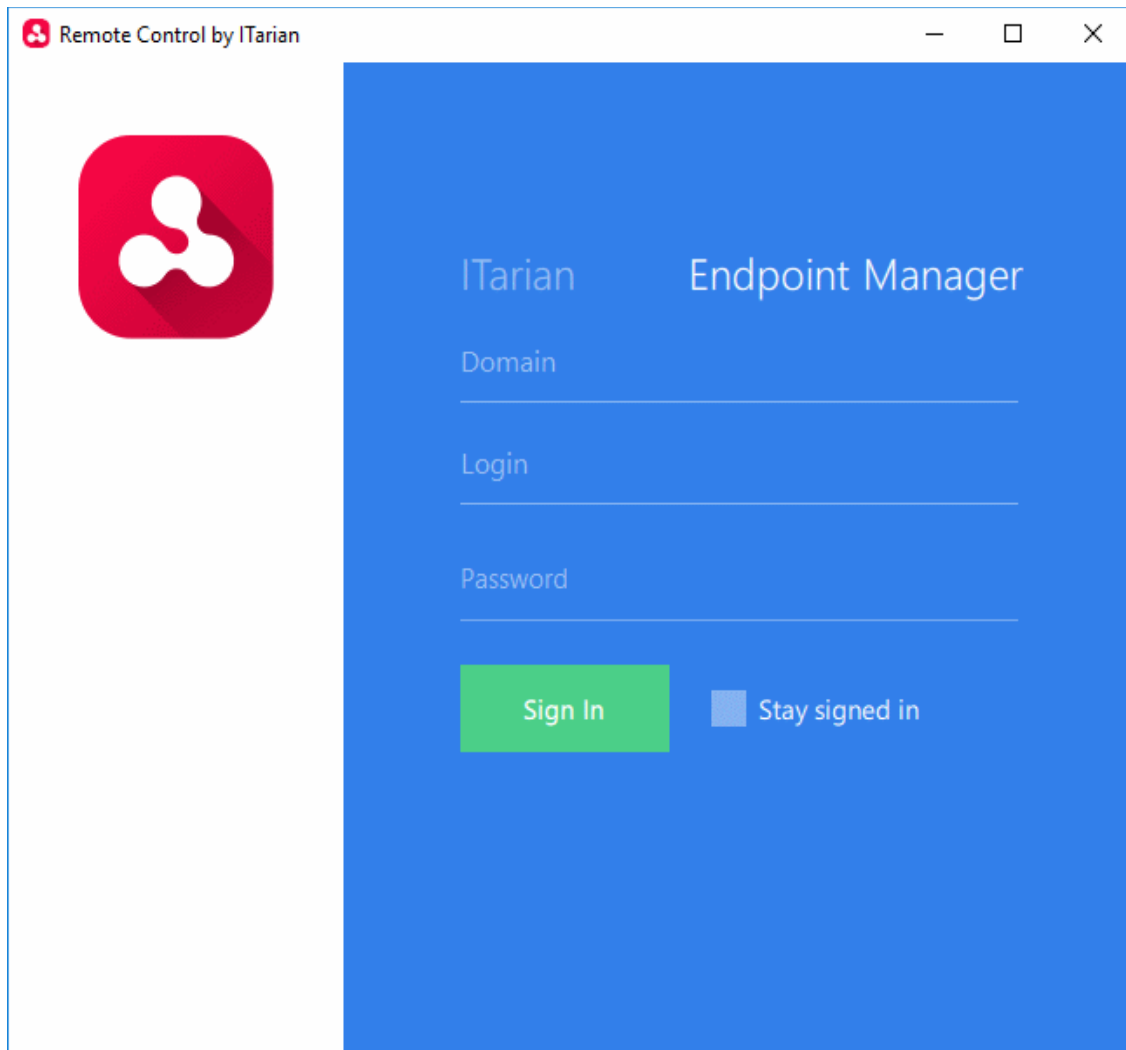 Remote Control by ITarian
ITarian Endpoint Manager
Domain
Login
Password
Sign In Stay signed in